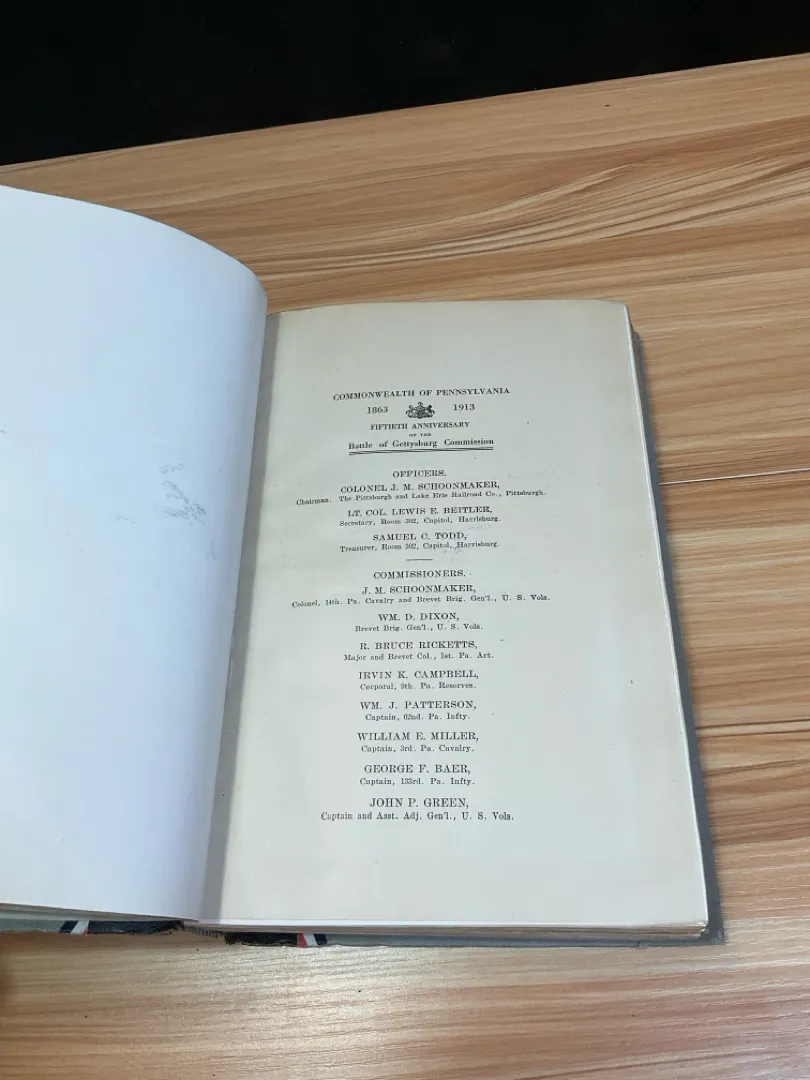 COMMONWEALTH OF PENNSYLVANIA
1863 1913
FIFTIETH ANNIVERSARY
OF THE
Battle of Gettysburg Commission
OFFICERS.
COLONEL J. M. SCHOONMAKER,
Chairman. The Pittsburgh and Lake Erie Railroad Co., Pittsburgh.
LT. COL. LEWIS E. BEITLER,
Secretary, Room 302, Capitol, Harrisburg.
SAMUEL C. TODD,
Treasurer, Room 302, Capitol, Harrisburg.
COMMISSIONERS.
J. M. SCHOONMAKER,
Colonel, 14th. Pa. Cavalry and Brevet Brig. Gen'l., U. S. Vols.
WM. D. DIXON,
Brevet Brig. Gen'l., U. S. Vols.
R. BRUCE RICKETTS,
Major and Brevet Col., 1st. Pa. Art.
IRVIN K. CAMPBELL,
Corporal, 9th. Pa. Reserves.
WM. J. PATTERSON,
Captain, 62nd. Pa. Infty.
WILLIAM E. MILLER,
Captain, 3rd. Pa. Cavalry.
GEORGE F. BAER,
Captain, 133rd. Pa. Infty.
JOHN P. GREEN,
Captain and Asst. Adj. Gen'l., U. S. Vols.